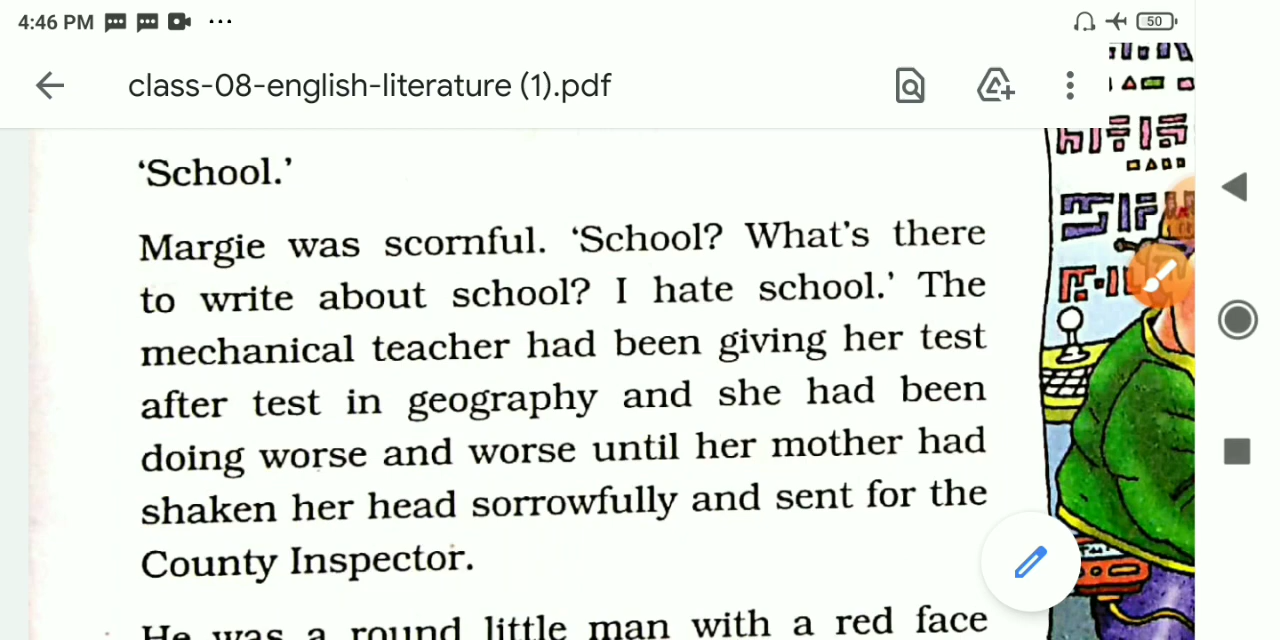 4:46 PM ... 50
class-08-english-literature (1).pdf
‘School.’
Margie was scornful. ‘School? What’s there
to write about school? I hate school.’ The
mechanical teacher had been giving her test
after test in geography and she had been
doing worse and worse until her mother had
shaken her head sorrowfully and sent for the
County Inspector.
He was a round little man with a red face